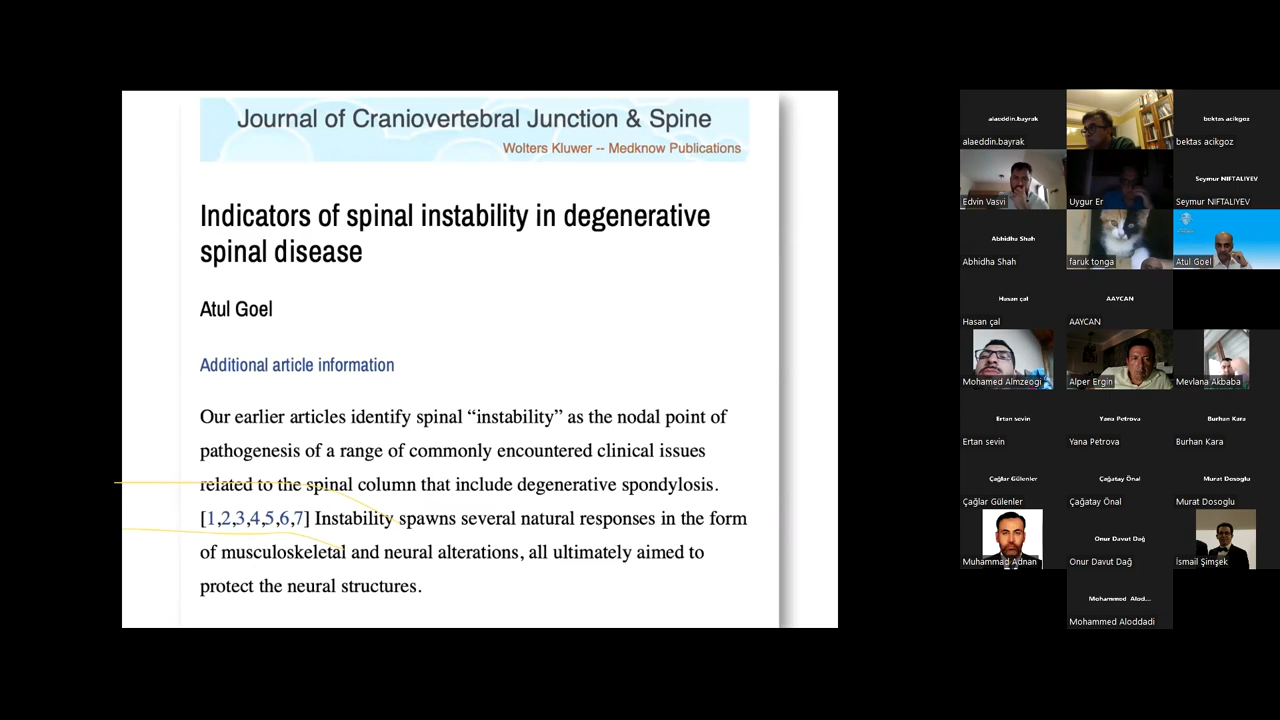 Journal of Craniovertebral Junction & Spine
Wolters Kluwer -- Medknow Publications
Indicators of spinal instability in degenerative
spinal disease
Atul Goel
Additional article information
Our earlier articles identify spinal “instability” as the nodal point of
pathogenesis of a range of commonly encountered clinical issues
related to the spinal column that include degenerative spondylosis.
[1,2,3,4,5,6,7] Instability spawns several natural responses in the form
of musculoskeletal and neural alterations, all ultimately aimed to
protect the neural structures.
alaeddin.bayrak
alaeddin.bayrak
bektas acikgoz
bektas acikgoz
Edvin Vasvi
Uygur Er
Seymur NIFTALIYEV
Seymur NIFTALIYEV
Abhidha Shah
Abhidha Shah
faruk tonga
Atul Goel
Hasan çal
Hasan çal
AAYCAN
AAYCAN
Mohamed Almzeogi
Alper Ergin
Mevlana Akbaba
Ertan sevin
Ertan sevin
Yana Petrova
Yana Petrova
Burhan Kara
Burhan Kara
Çağlar Gülenler
Çağlar Gülenler
Çağatay Önal
Çağatay Önal
Murat Dosoglu
Murat Dosoglu
Muhammad Adnan
Onur Davut Dağ
Onur Davut Dağ
İsmail Şimşek
Mohammed Alod...
Mohammed Aloddadi